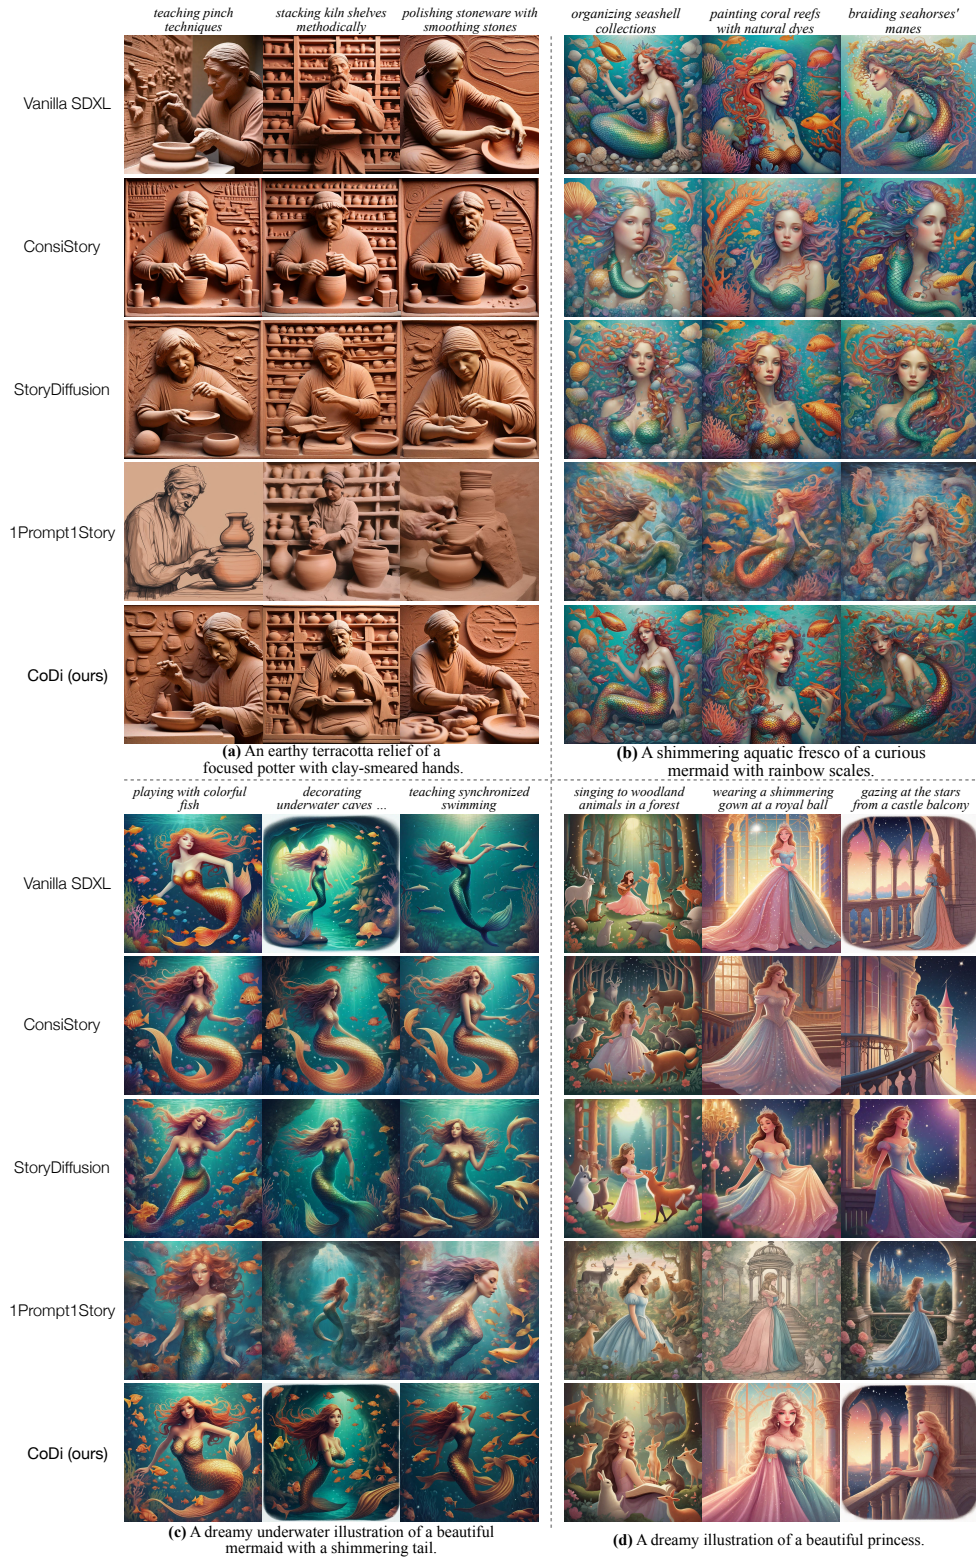 teaching pinch
techniques
stacking kiln shelves
methodically
polishing stoneware with
smoothing stones
organizing seashell
collections
painting coral reefs
with natural dyes
braiding seahorses'
manes
Vanilla SDXL
ConsiStory
StoryDiffusion
1Prompt1Story
CoDi (ours)
(a) An earthy terracotta relief of a
focused potter with clay-smeared hands.
(b) A shimmering aquatic fresco of a curious
mermaid with rainbow scales.
playing with colorful
fish
decorating
underwater caves ...
teaching synchronized
swimming
singing to woodland
animals in a forest
wearing a shimmering
gown at a royal ball
gazing at the stars
from a castle balcony
Vanilla SDXL
ConsiStory
StoryDiffusion
1Prompt1Story
CoDi (ours)
(c) A dreamy underwater illustration of a beautiful
mermaid with a shimmering tail.
(d) A dreamy illustration of a beautiful princess.